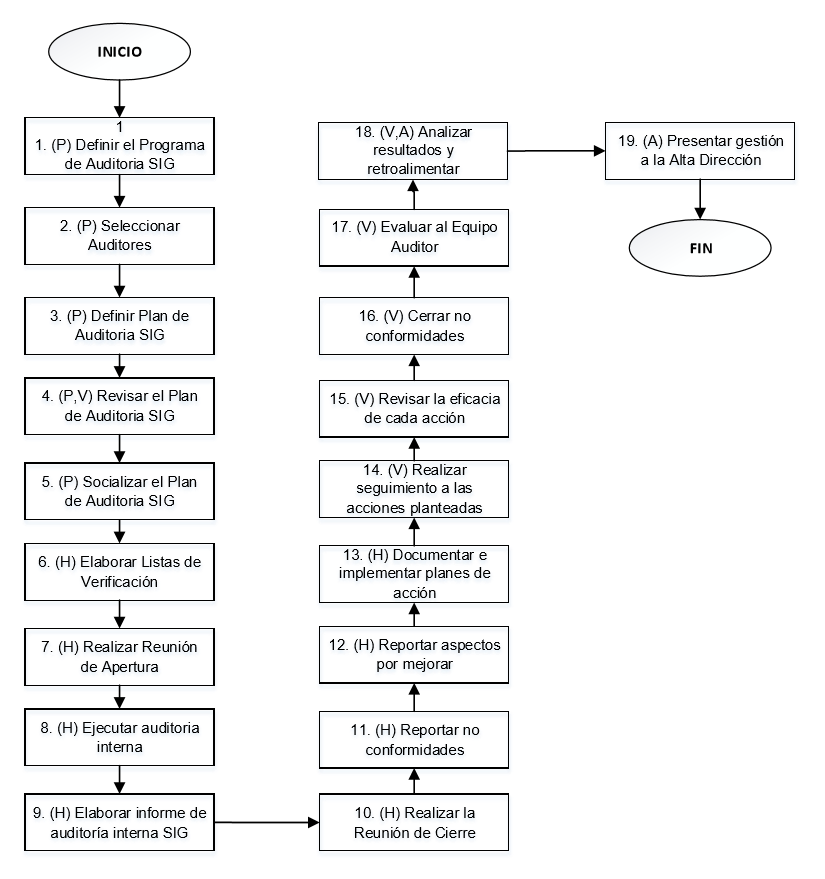 INICIO
1
1. (P) Definir el Programa
de Auditoria SIG
2. (P) Seleccionar
Auditores
3. (P) Definir Plan de
Auditoria SIG
4. (P,V) Revisar el Plan
de Auditoria SIG
5. (P) Socializar el Plan
de Auditoria SIG
6. (H) Elaborar Listas de
Verificación
7. (H) Realizar Reunión
de Apertura
8. (H) Ejecutar auditoria
interna
9. (H) Elaborar informe de
auditoría interna SIG
10. (H) Realizar la
Reunión de Cierre
11. (H) Reportar no
conformidades
12. (H) Reportar aspectos
por mejorar
13. (H) Documentar e
implementar planes de
acción
14. (V) Realizar
seguimiento a las
acciones planteadas
15. (V) Revisar la eficacia
de cada acción
16. (V) Cerrar no
conformidades
17. (V) Evaluar al Equipo
Auditor
18. (V,A) Analizar
resultados y
retroalimentar
19. (A) Presentar gestión
a la Alta Dirección
FIN